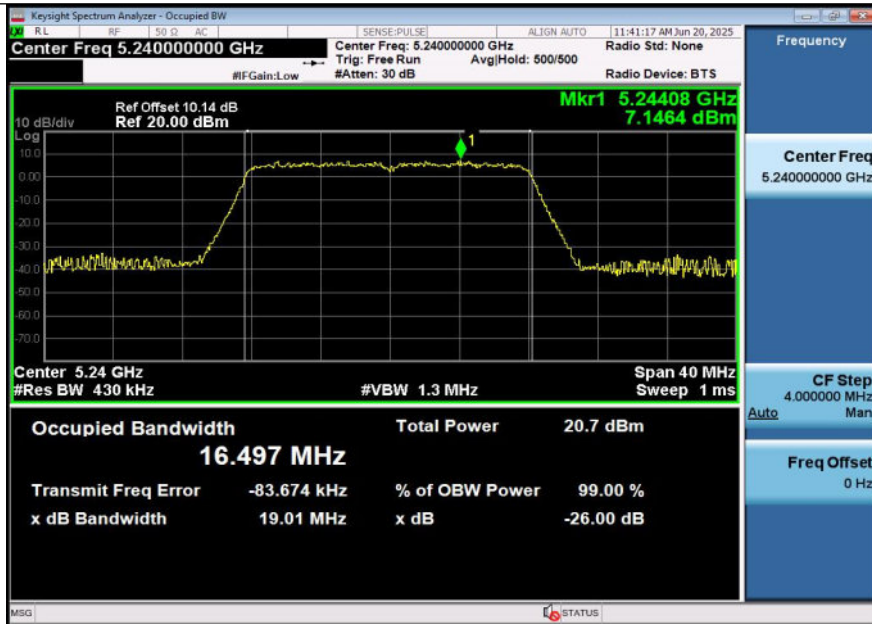 Keysight Spectrum Analyzer - Occupied BW
RL RF 50 Ω AC SENSE:PULSE ALIGN AUTO 11:41:17 AM Jun 20, 2025
Center Freq 5.240000000 GHz
Center Freq: 5.240000000 GHz
Radio Std: None
Trig: Free Run Avg|Hold: 500/500
#IFGain:Low #Atten: 30 dB Radio Device: BTS
Frequency
Mkr1 5.24408 GHz
7.1464 dBm
Ref Offset 10.14 dB
10 dB/div Ref 20.00 dBm
Log
1
10.0
0.00
-10.0
-20.0
-30.0
-40.0
-50.0
-60.0
-70.0
Center 5.24 GHz Span 40 MHz
#Res BW 430 kHz #VBW 1.3 MHz Sweep 1 ms
Center Freq
5.240000000 GHz
CF Step
4.000000 MHz
Auto Man
Freq Offset
0 Hz
Occupied Bandwidth Total Power 20.7 dBm
16.497 MHz
Transmit Freq Error -83.674 kHz % of OBW Power 99.00 %
x dB Bandwidth 19.01 MHz x dB -26.00 dB
MSG STATUS